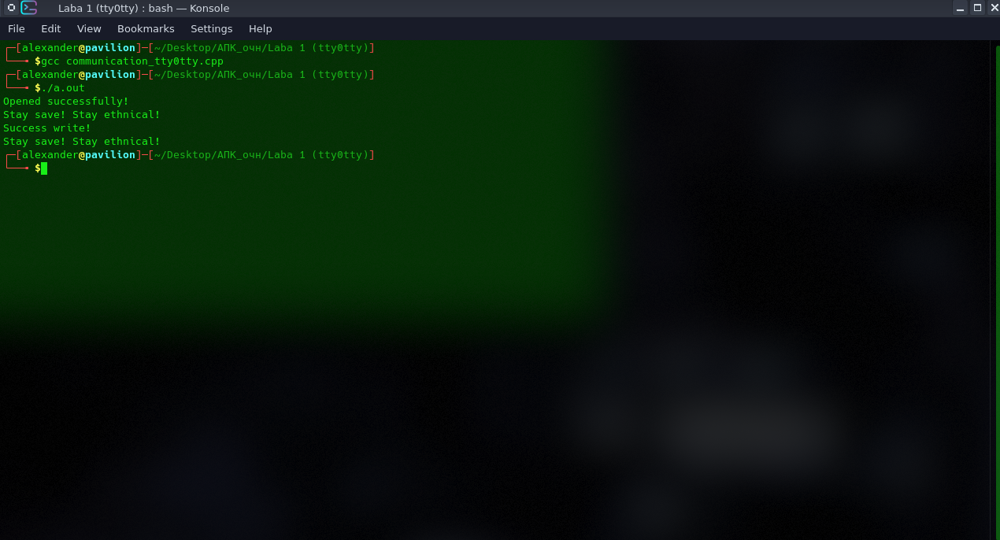 Laba 1 (tty0tty) : bash — Konsole
File Edit View Bookmarks Settings Help
┌─[alexander@pavilion]─[~/Desktop/АПК_очн/Laba 1 (tty0tty)]
└──╼ $gcc communication_tty0tty.cpp
┌─[alexander@pavilion]─[~/Desktop/АПК_очн/Laba 1 (tty0tty)]
└──╼ $./a.out
Opened successfully!
Stay save! Stay ethnical!
Success write!
Stay save! Stay ethnical!
┌─[alexander@pavilion]─[~/Desktop/АПК_очн/Laba 1 (tty0tty)]
└──╼ $